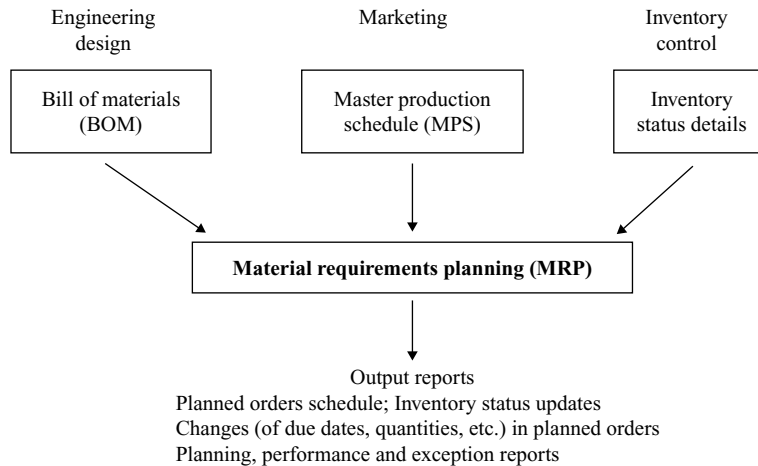 Engineering
design
Marketing
Inventory
control
Bill of materials
(BOM)
Master production
schedule (MPS)
Inventory
status details
Material requirements planning (MRP)
Output reports
Planned orders schedule; Inventory status updates
Changes (of due dates, quantities, etc.) in planned orders
Planning, performance and exception reports